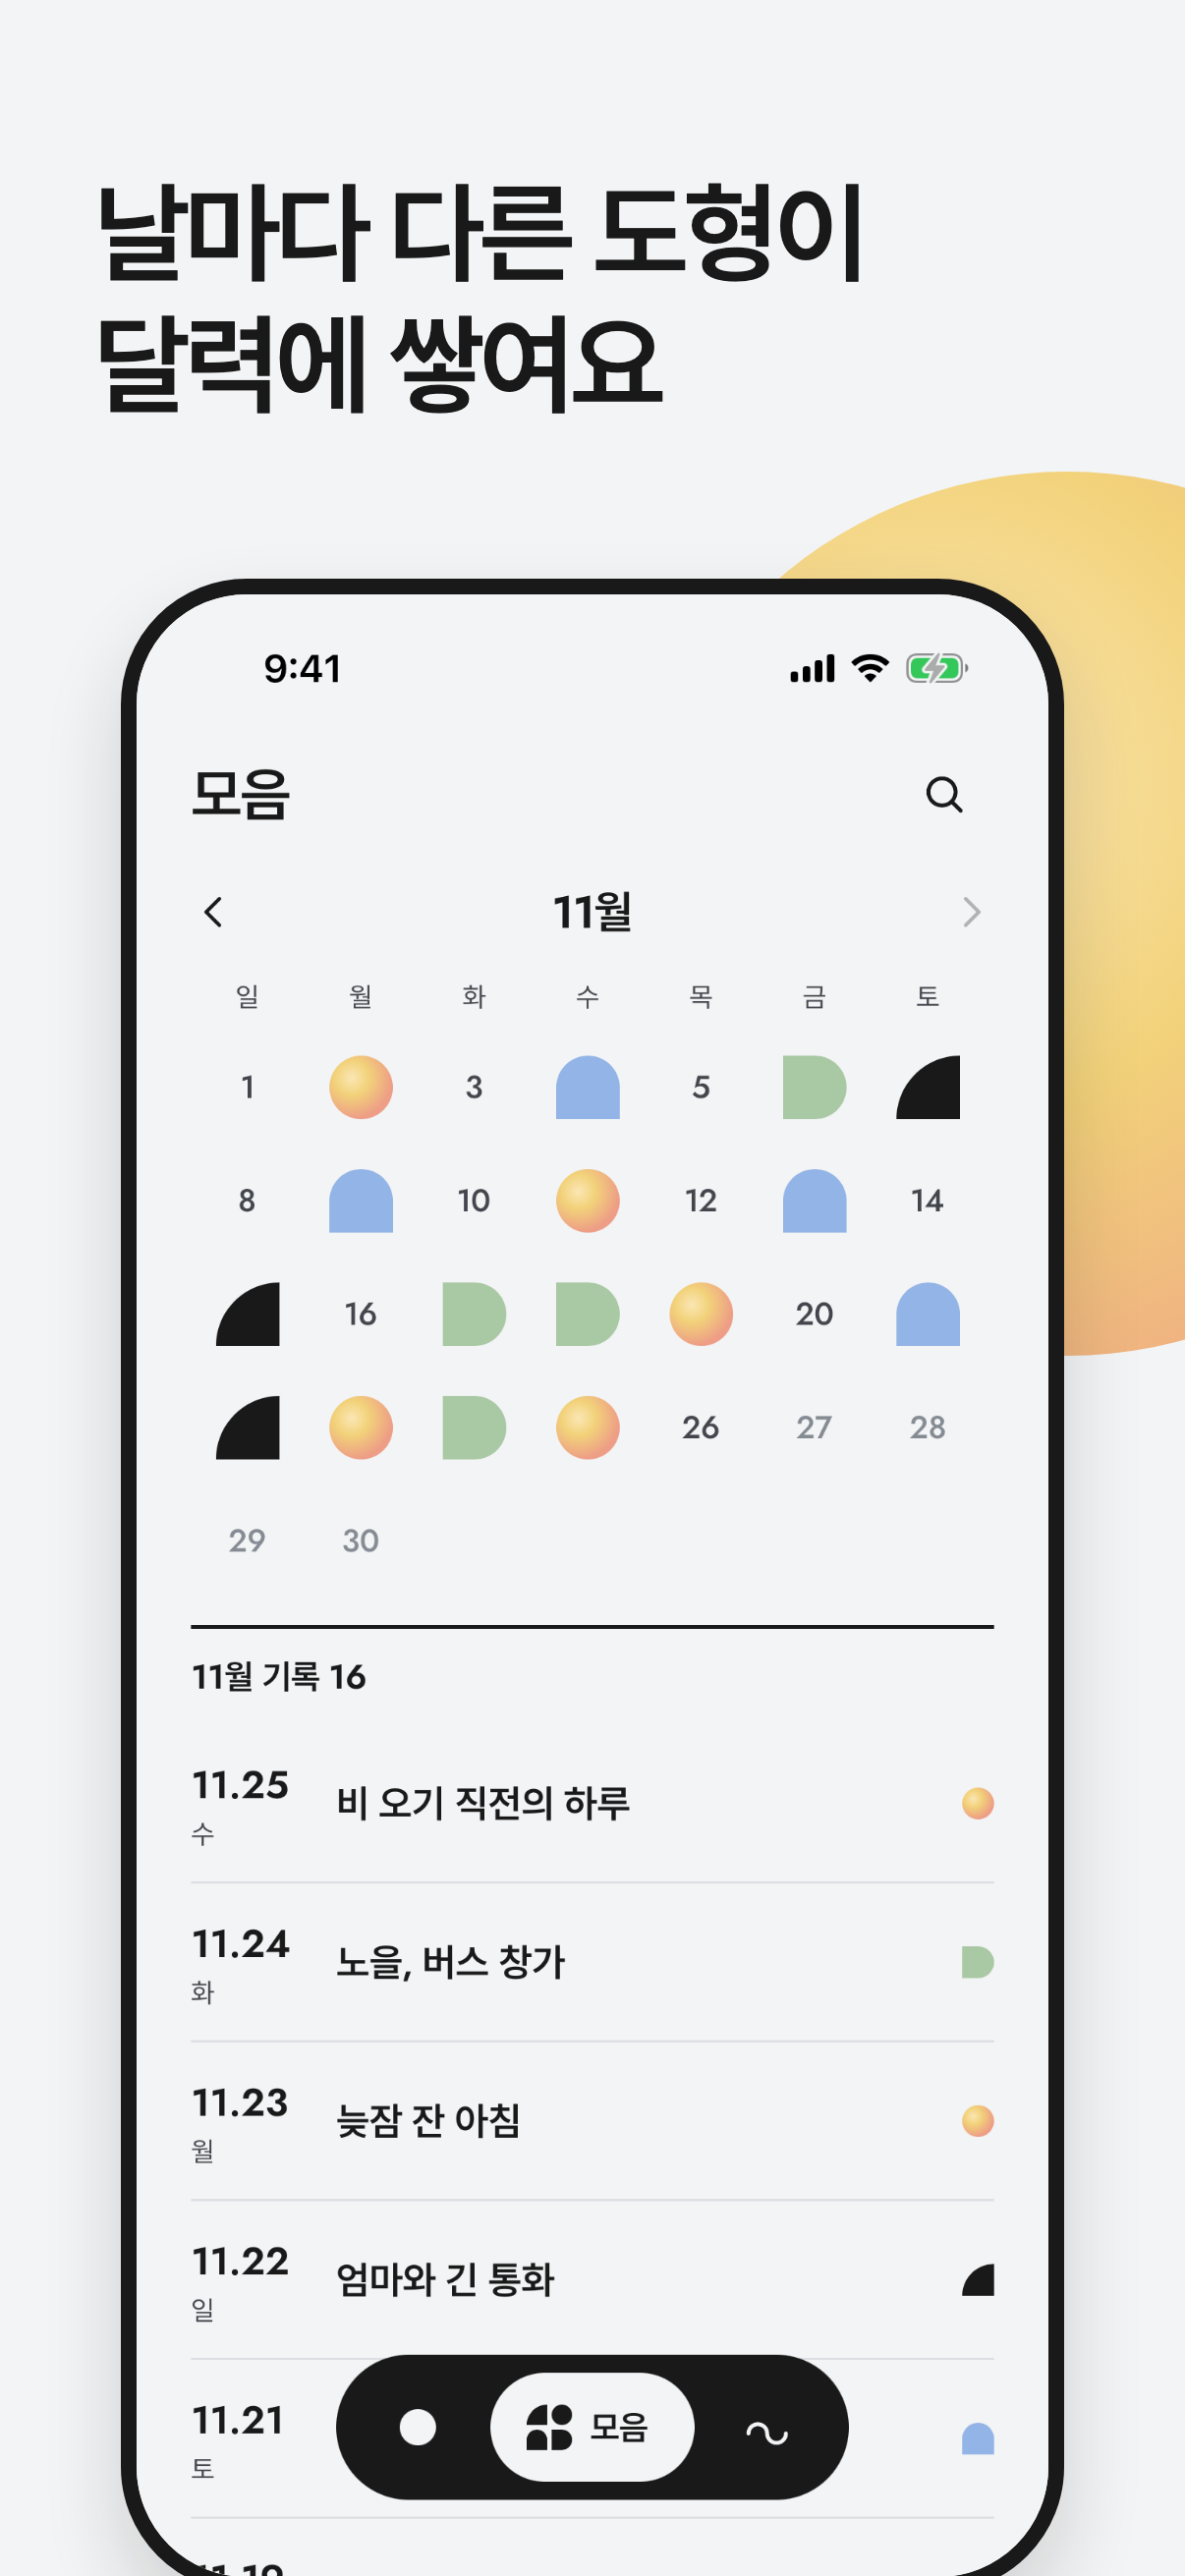 날마다 다른 도형이
달력에 쌓여요
9:41
모음
11월
일 월 화 수 목 금 토
1 3 5
8 10 12 14
16 20
26 27 28
29 30
11월 기록 16
11.25
수
비 오기 직전의 하루
11.24
화
노을, 버스 창가
11.23
월
늦잠 잔 아침
11.22
일
엄마와 긴 통화
11.21
토
모음